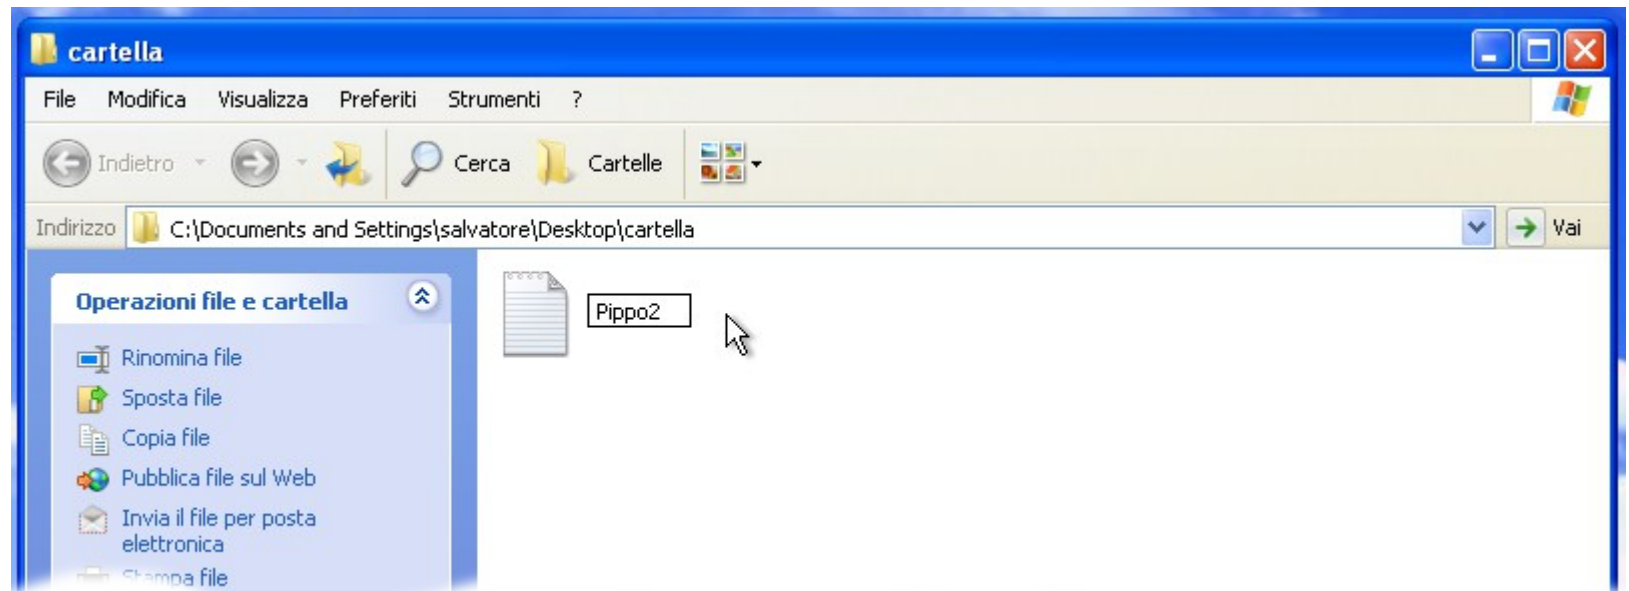 cartella
File Modifica Visualizza Preferiti Strumenti ?
Indietro Cerca Cartelle
Indirizzo C:\Documents and Settings\salvatore\Desktop\cartella Vai
Operazioni file e cartella
Pippo2
Rinomina file
Sposta file
Copia file
Pubblica file sul Web
Invia il file per posta
elettronica
Stampa file